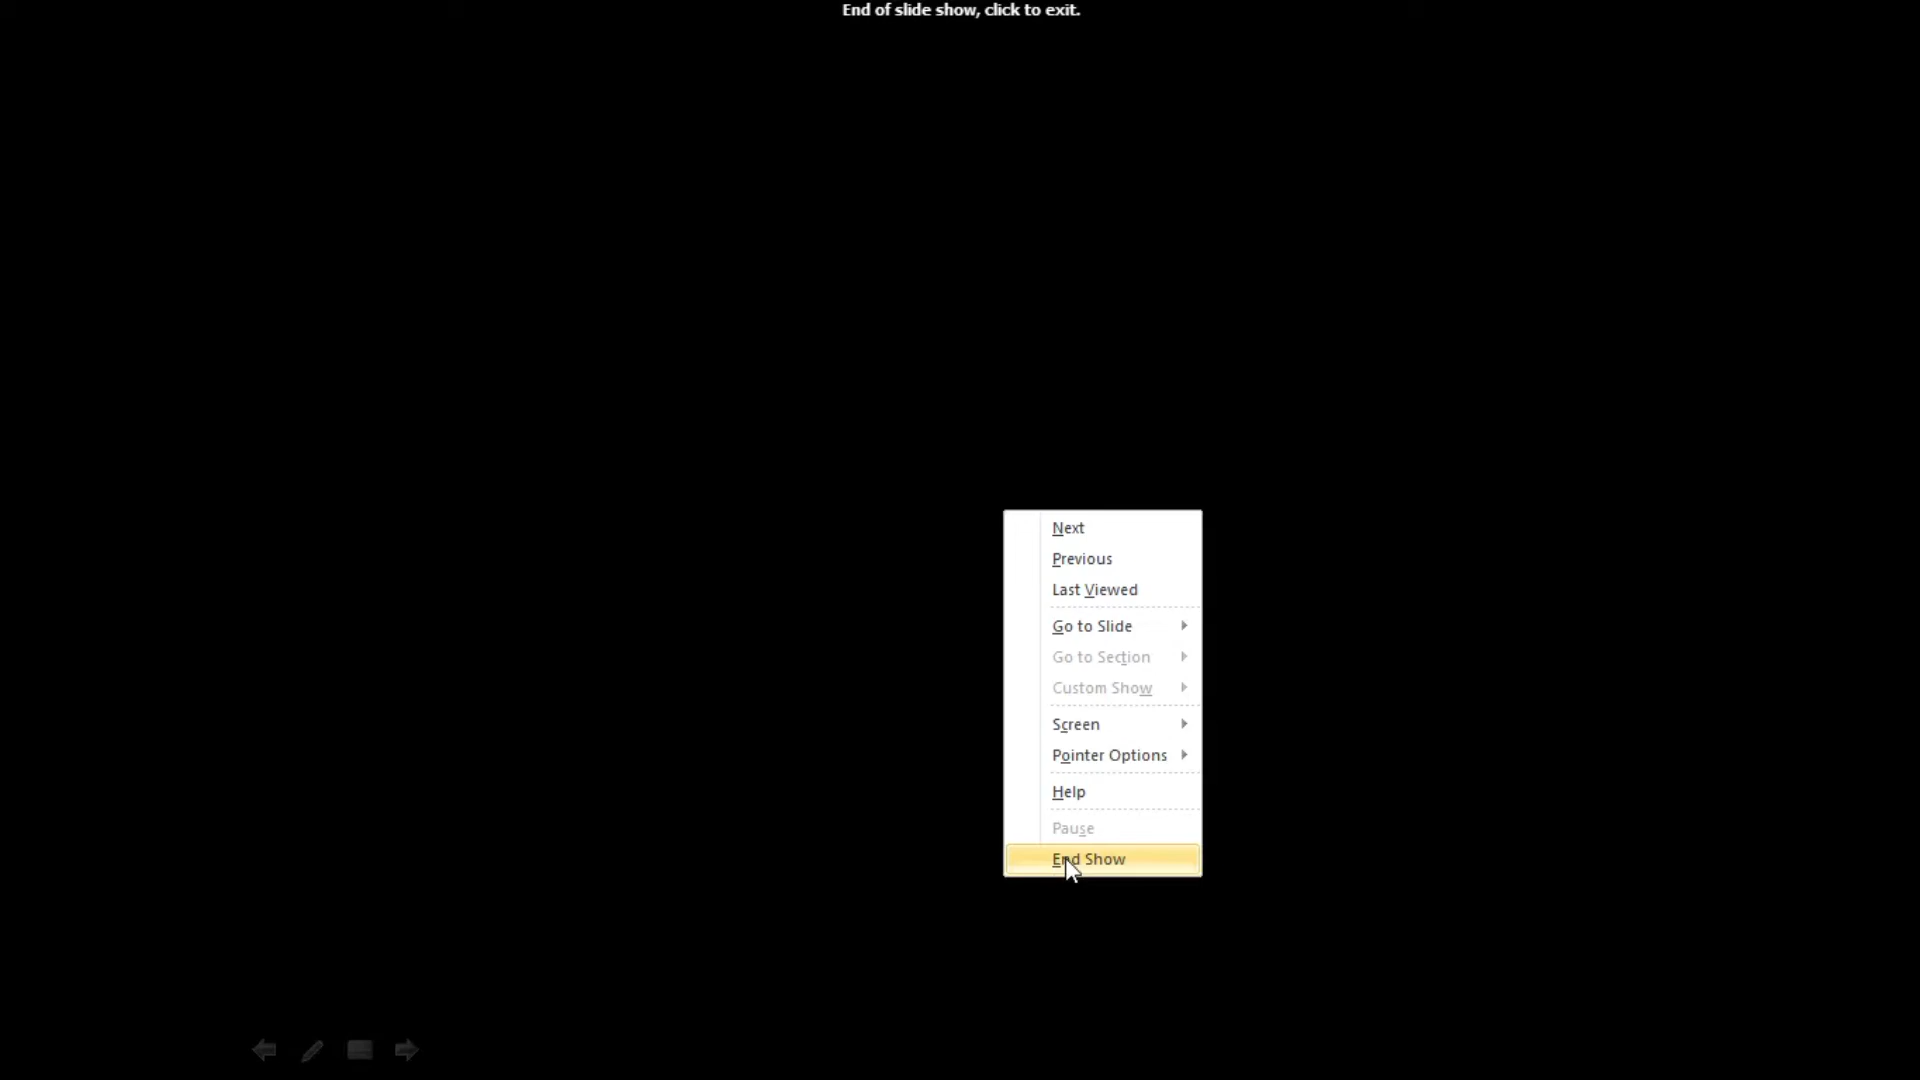 End of slide show, click to exit.
Next
Previous
Last Viewed
Go to Slide
Go to Section
Custom Show
Screen
Pointer Options
Help
Pause
End Show